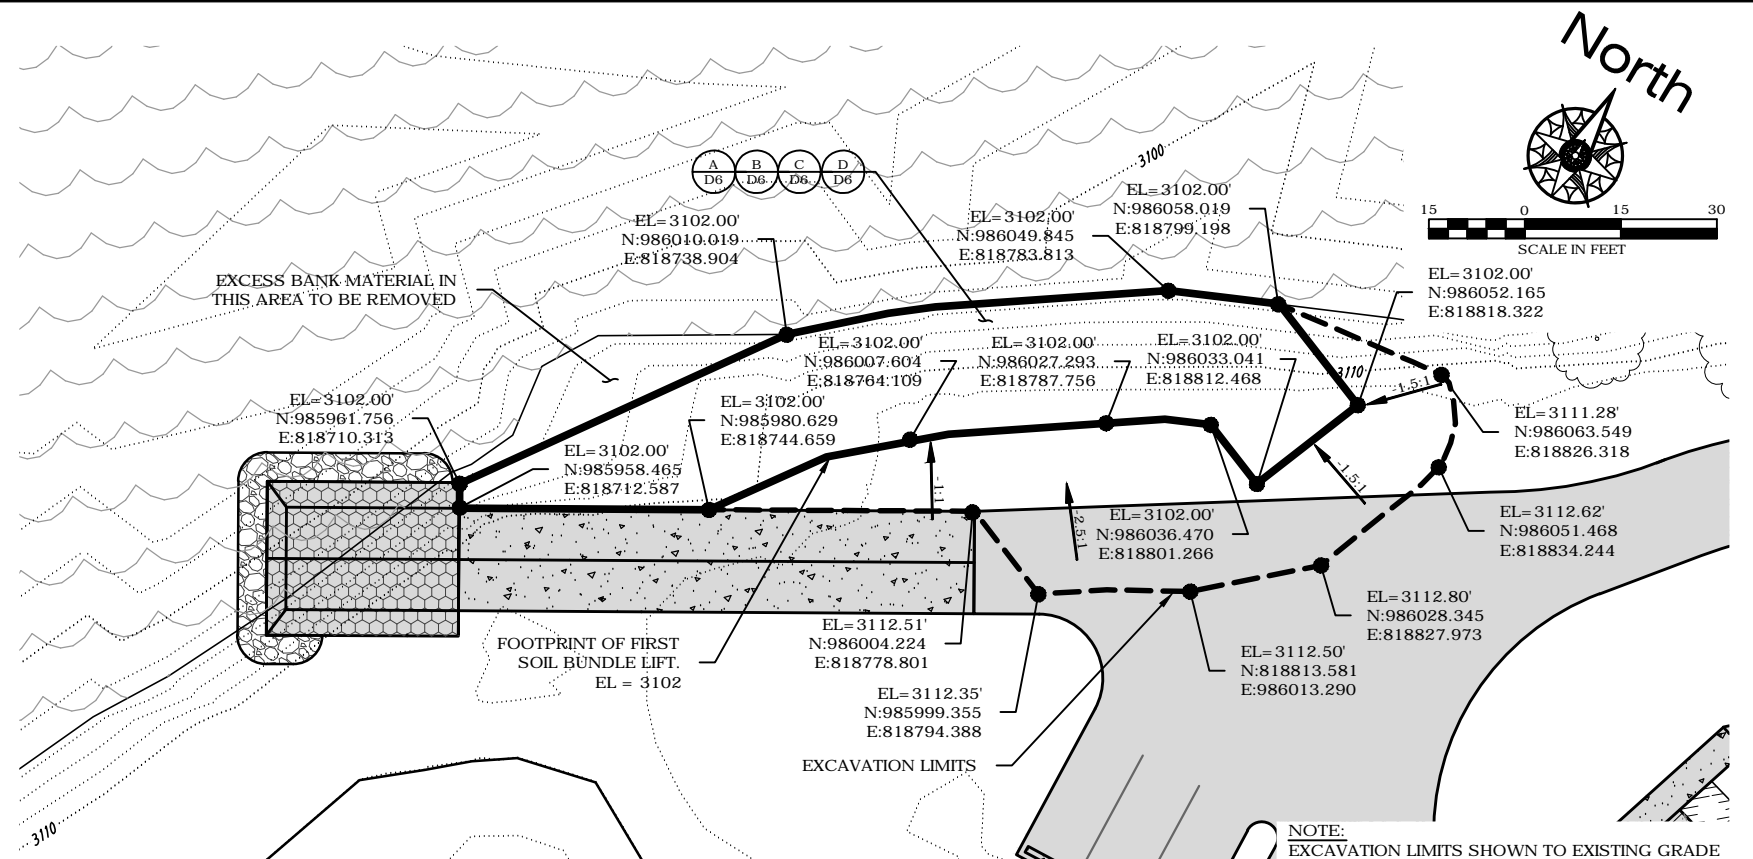 North
15 0 15 30
SCALE IN FEET
A
D6
B
D6
C
D6
D
D6
3100
EL=3102.00'
N:986058.019
E:818799.198
EL=3102.00'
N:986049.845
E:818783.813
EL=3102.00'
N:986010.019
E:818738.904
EXCESS BANK MATERIAL IN
THIS AREA TO BE REMOVED
EL=3102.00'
N:986052.165
E:818818.322
EL=3102.00'
N:986007.604
E:818764.109
EL=3102.00'
N:986027.293
E:818787.756
EL=3102.00'
N:986033.041
E:818812.468
3110
1.5:1
EL=3102.00'
N:985961.756
E:818710.313
EL=3102.00'
N:985980.629
E:818744.659
EL=3111.28'
N:986063.549
E:818826.318
EL=3102.00'
N:985958.465
E:818712.587
1.5:1
1:1
2.5:1
EL=3102.00'
N:986036.470
E:818801.266
EL=3112.62'
N:986051.468
E:818834.244
EL=3112.80'
N:986028.345
E:818827.973
FOOTPRINT OF FIRST
SOIL BUNDLE LIFT.
EL = 3102
EL=3112.51'
N:986004.224
E:818778.801
EL=3112.50'
N:818813.581
E:986013.290
EL=3112.35'
N:985999.355
E:818794.388
EXCAVATION LIMITS
3110
NOTE:
EXCAVATION LIMITS SHOWN TO EXISTING GRADE